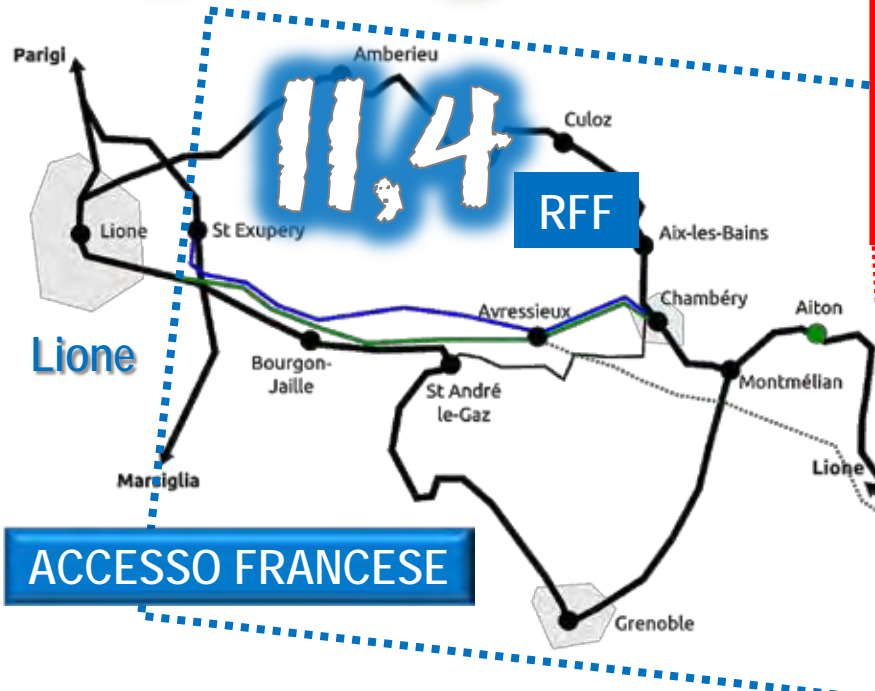 Parigi
Amberieu
11,4
Culoz
RFF
Lione
St Exupery
Aix-les-Bains
Chambéry
Avressieux
Aiton
Lione
Bourgon-
Jaille
St André
le-Gaz
Montmélian
Lione
Marsiglia
ACCESSO FRANCESE
Grenoble